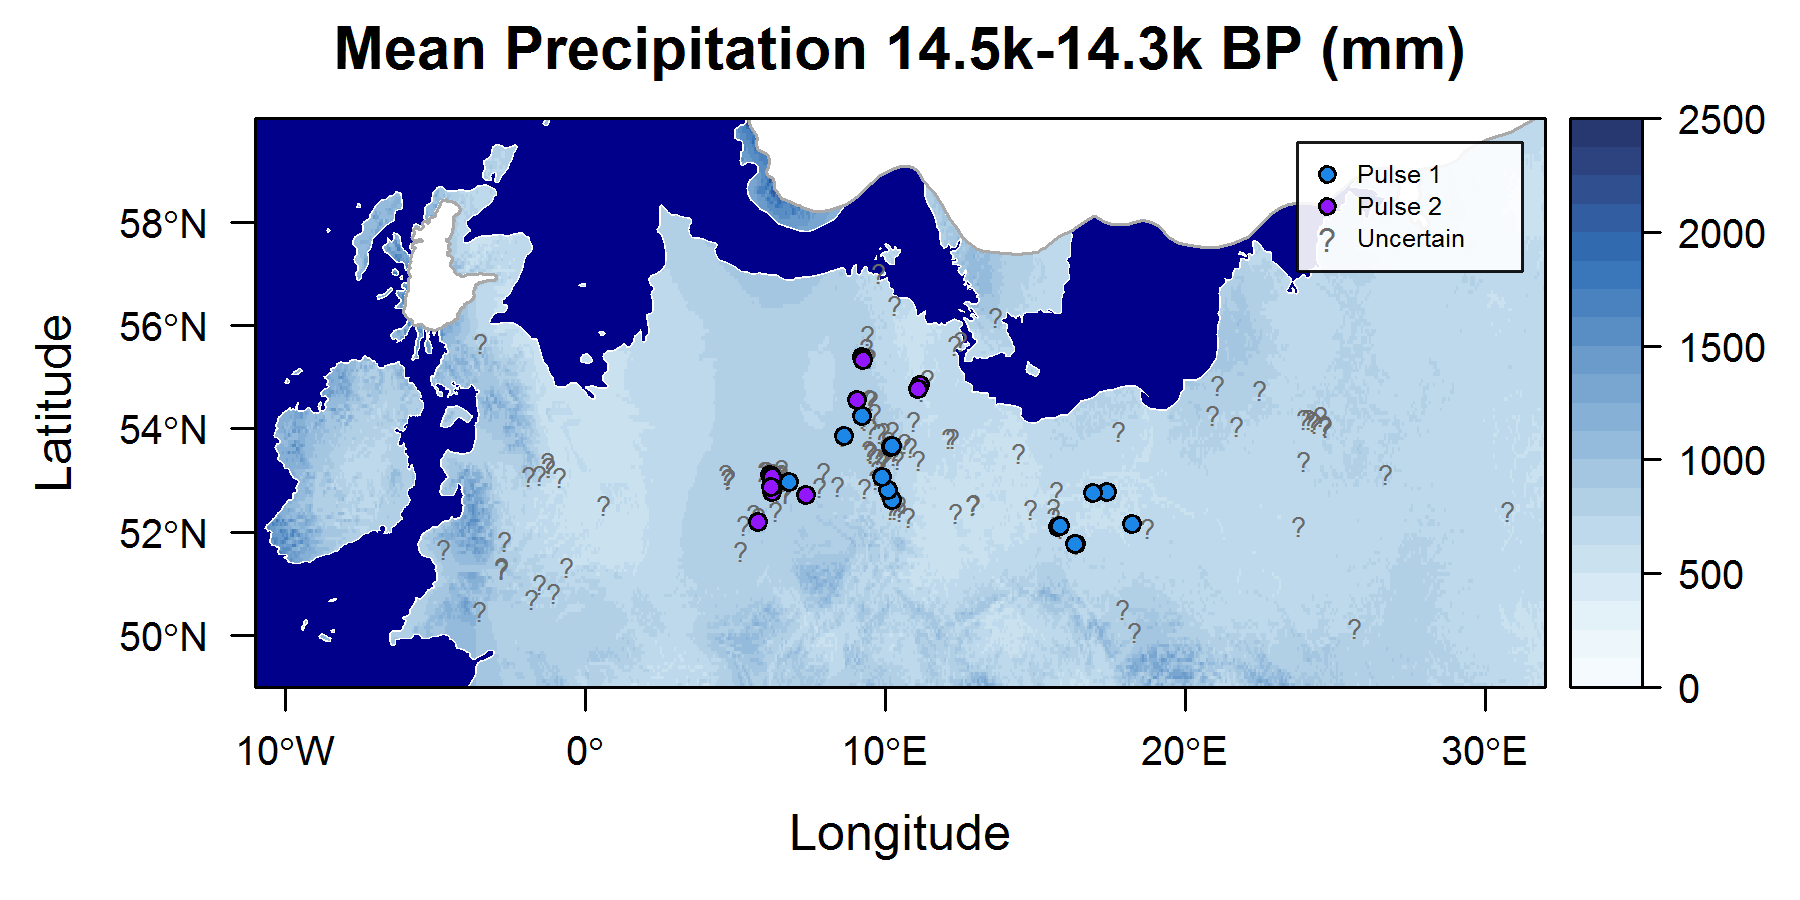 Mean Precipitation 14.5k-14.3k BP (mm)
Pulse 1
Pulse 2
? Uncertain
2500
2000
1500
1000
500
0
58°N
56°N
54°N
52°N
50°N
Latitude
10°W
0°
10°E
20°E
30°E
Longitude